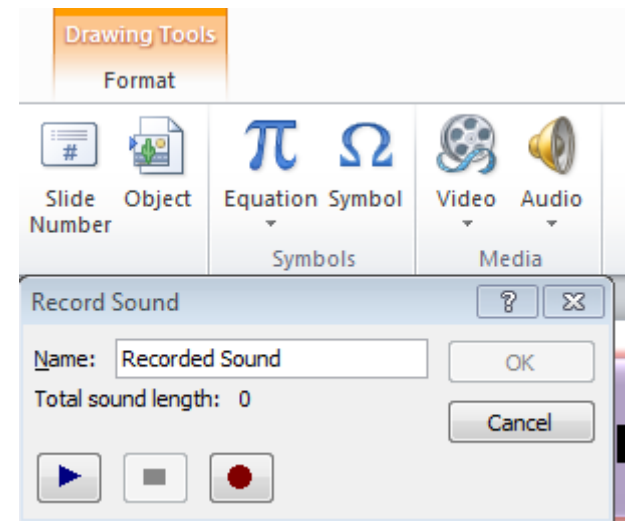 Drawing Tools
Format
#
Slide Number
Object
π
Equation
Ω
Symbol
Video
Audio
Symbols
Media
Record Sound
?
Name: Recorded Sound
OK
Total sound length: 0
Cancel